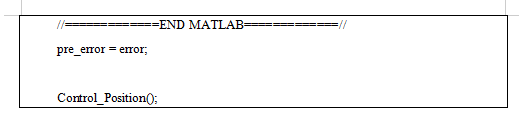 //=============END MATLAB=============//
pre_error = error;
Control_Position();